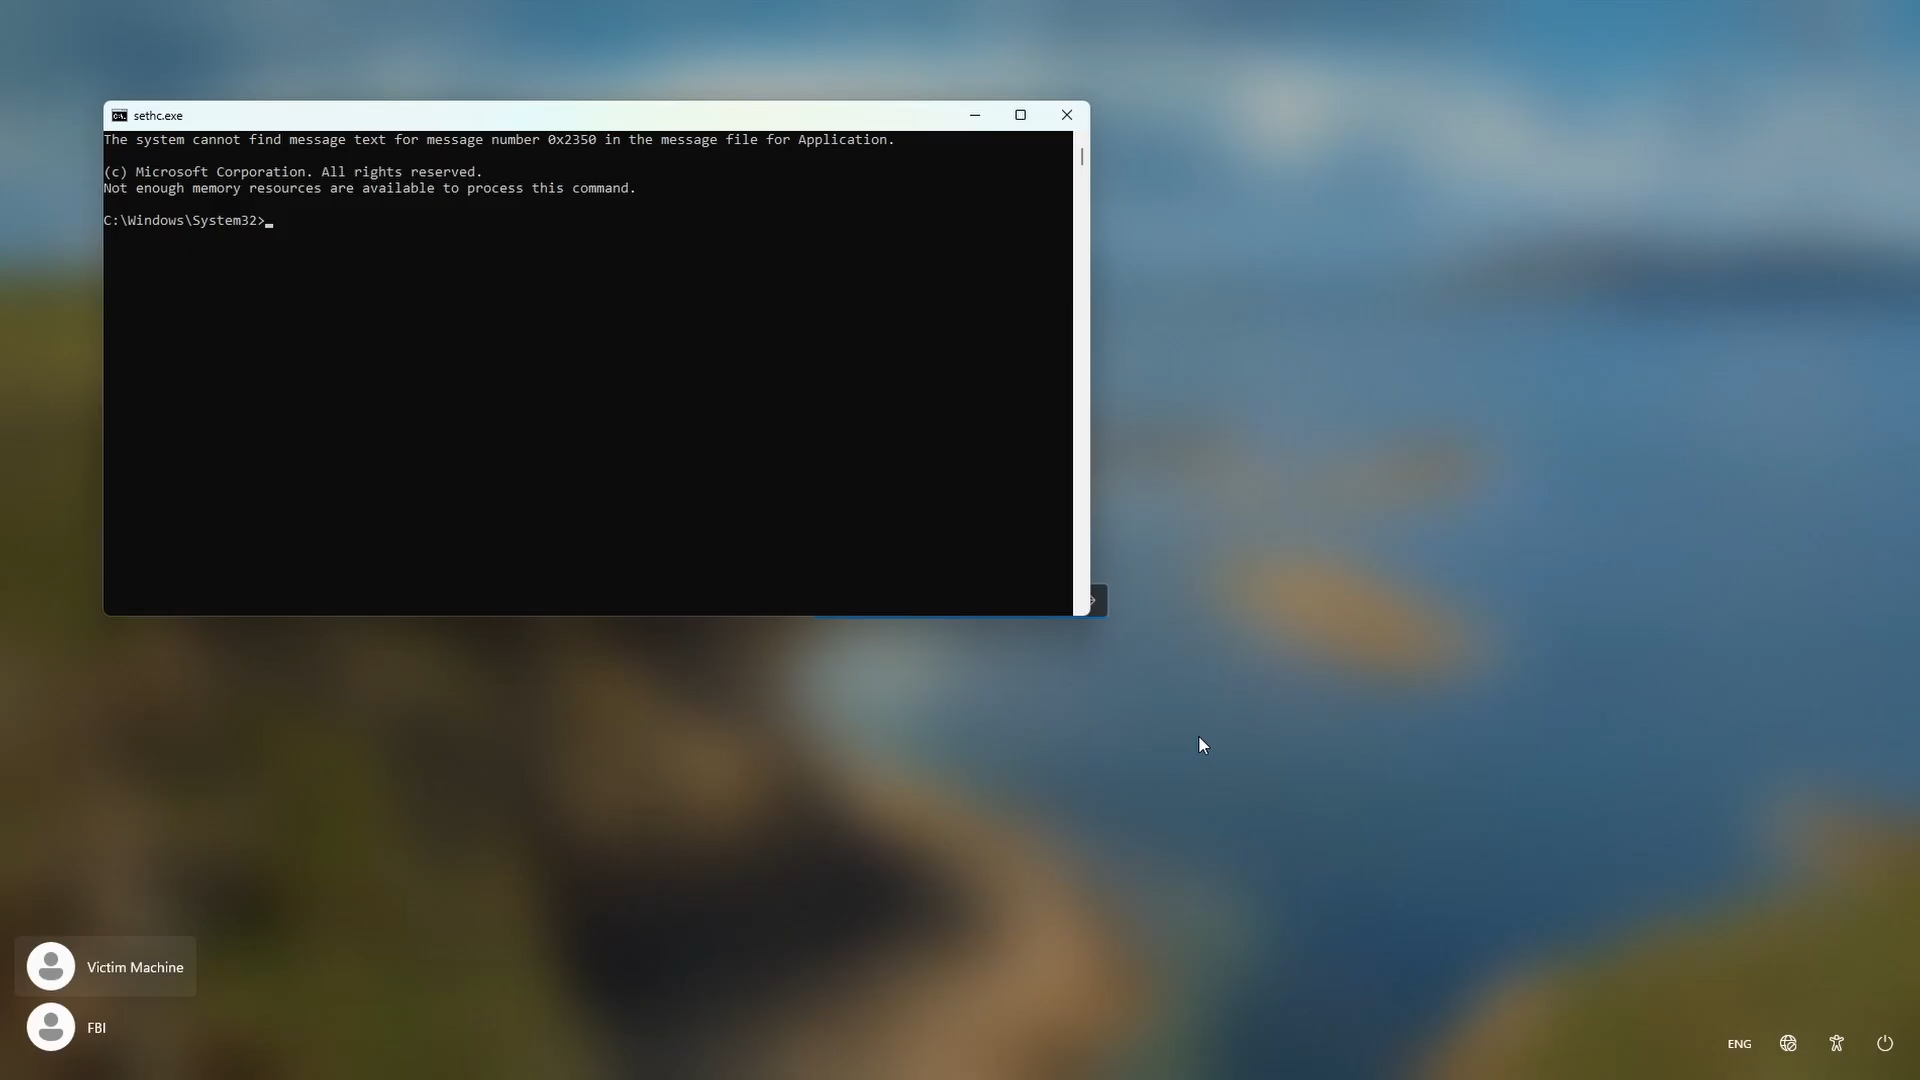 sethc.exe
The system cannot find message text for message number 0x2350 in the message file for Application.
(c) Microsoft Corporation. All rights reserved.
Not enough memory resources are available to process this command.
C:\Windows\System32>
Victim Machine
FBI
ENG